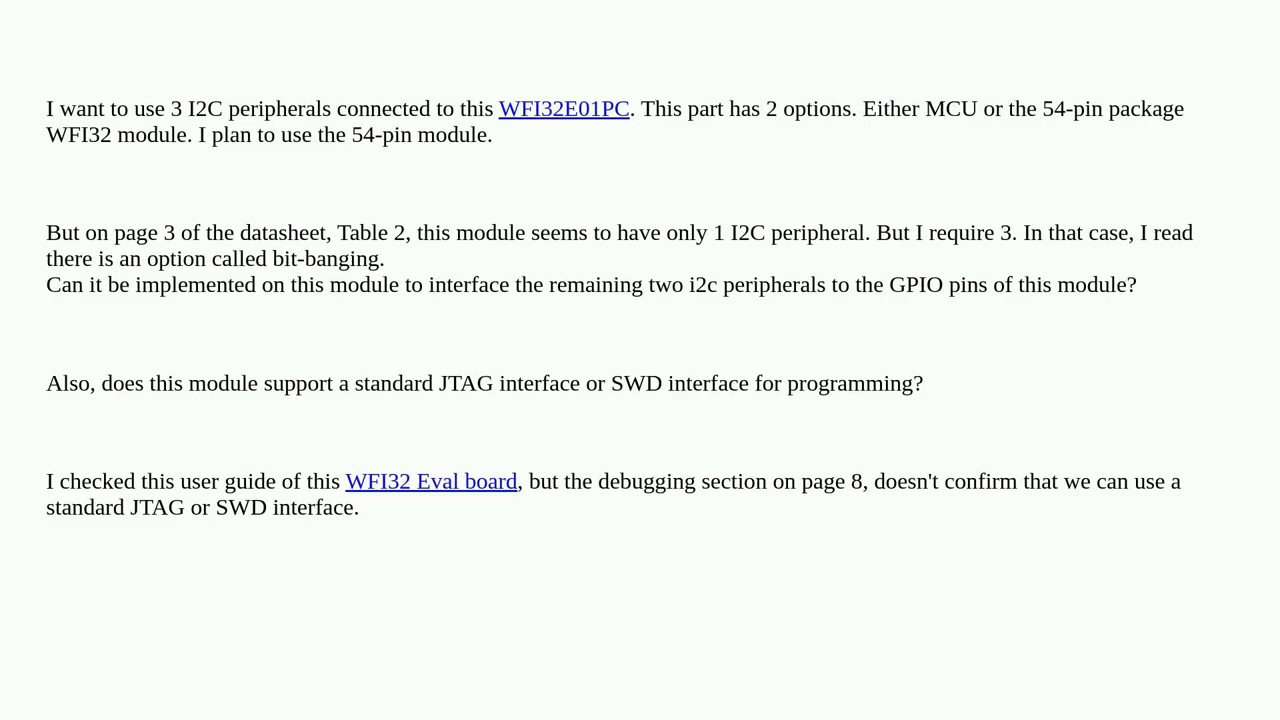 I want to use 3 I2C peripherals connected to this WFI32E01PC. This part has 2 options. Either MCU or the 54-pin package
WFI32 module. I plan to use the 54-pin module.
But on page 3 of the datasheet, Table 2, this module seems to have only 1 I2C peripheral. But I require 3. In that case, I read
there is an option called bit-banging.
Can it be implemented on this module to interface the remaining two i2c peripherals to the GPIO pins of this module?
Also, does this module support a standard JTAG interface or SWD interface for programming?
I checked this user guide of this WFI32 Eval board, but the debugging section on page 8, doesn't confirm that we can use a
standard JTAG or SWD interface.